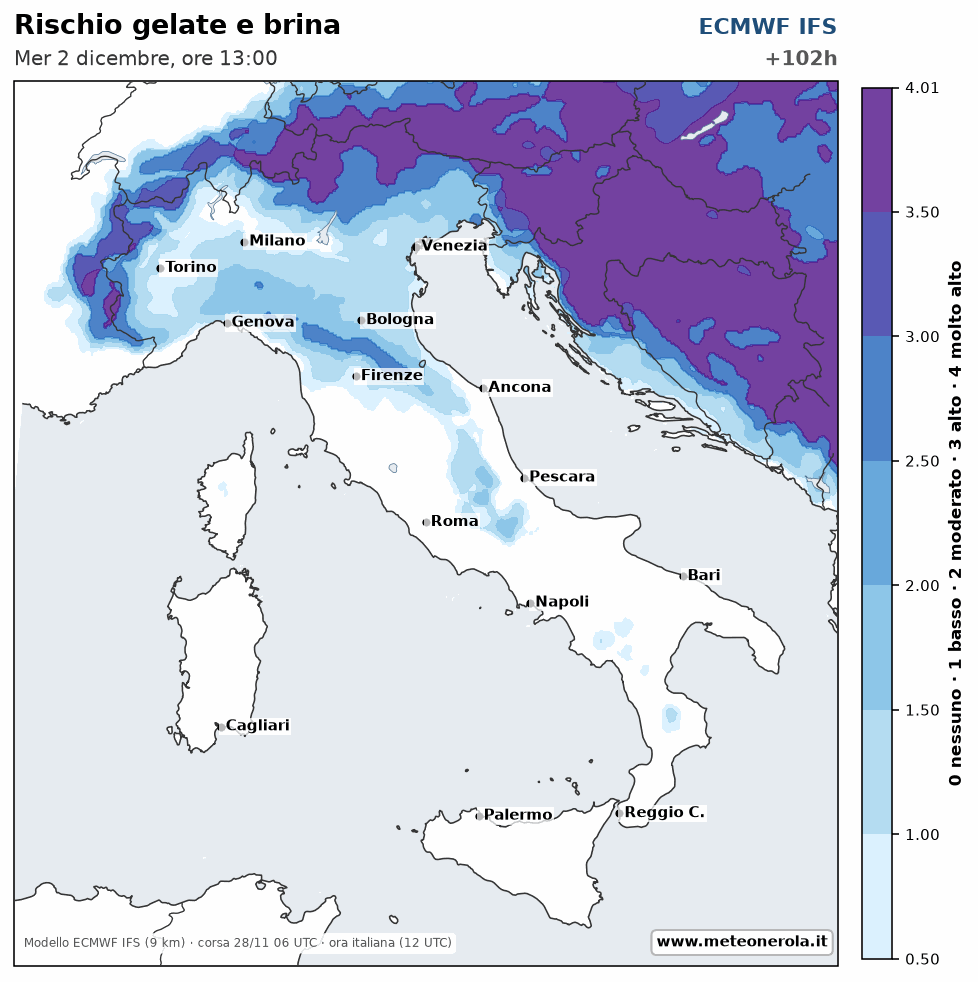 Rischio gelate e brina
ECMWF IFS
Mer 2 dicembre, ore 13:00
+102h
4.01
3.50
3.00
2.50
2.00
1.50
1.00
0.50
0 nessuno · 1 basso · 2 moderato · 3 alto · 4 molto alto
Milano
Venezia
Torino
Genova
Bologna
Firenze
Ancona
Pescara
Roma
Bari
Napoli
Cagliari
Palermo
Reggio C.
Modello ECMWF IFS (9 km) · corsa 28/11 06 UTC · ora italiana (12 UTC)
www.meteonerola.it